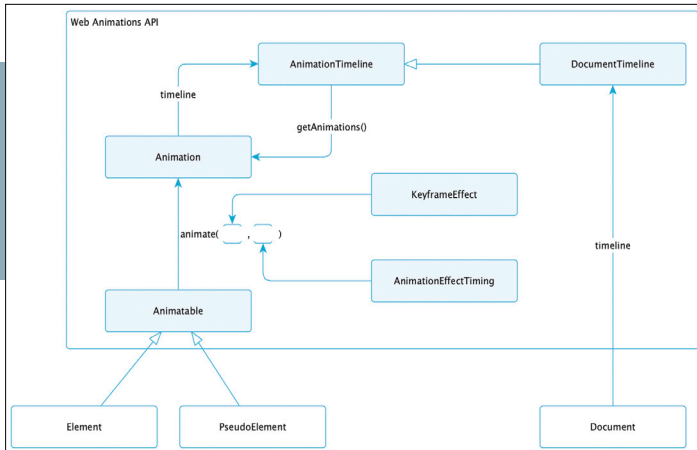 Web Animations API
AnimationTimeline
DocumentTimeline
timeline
getAnimations()
Animation
KeyframeEffect
animate( , )
timeline
AnimationEffectTiming
Animatable
Element
PseudoElement
Document